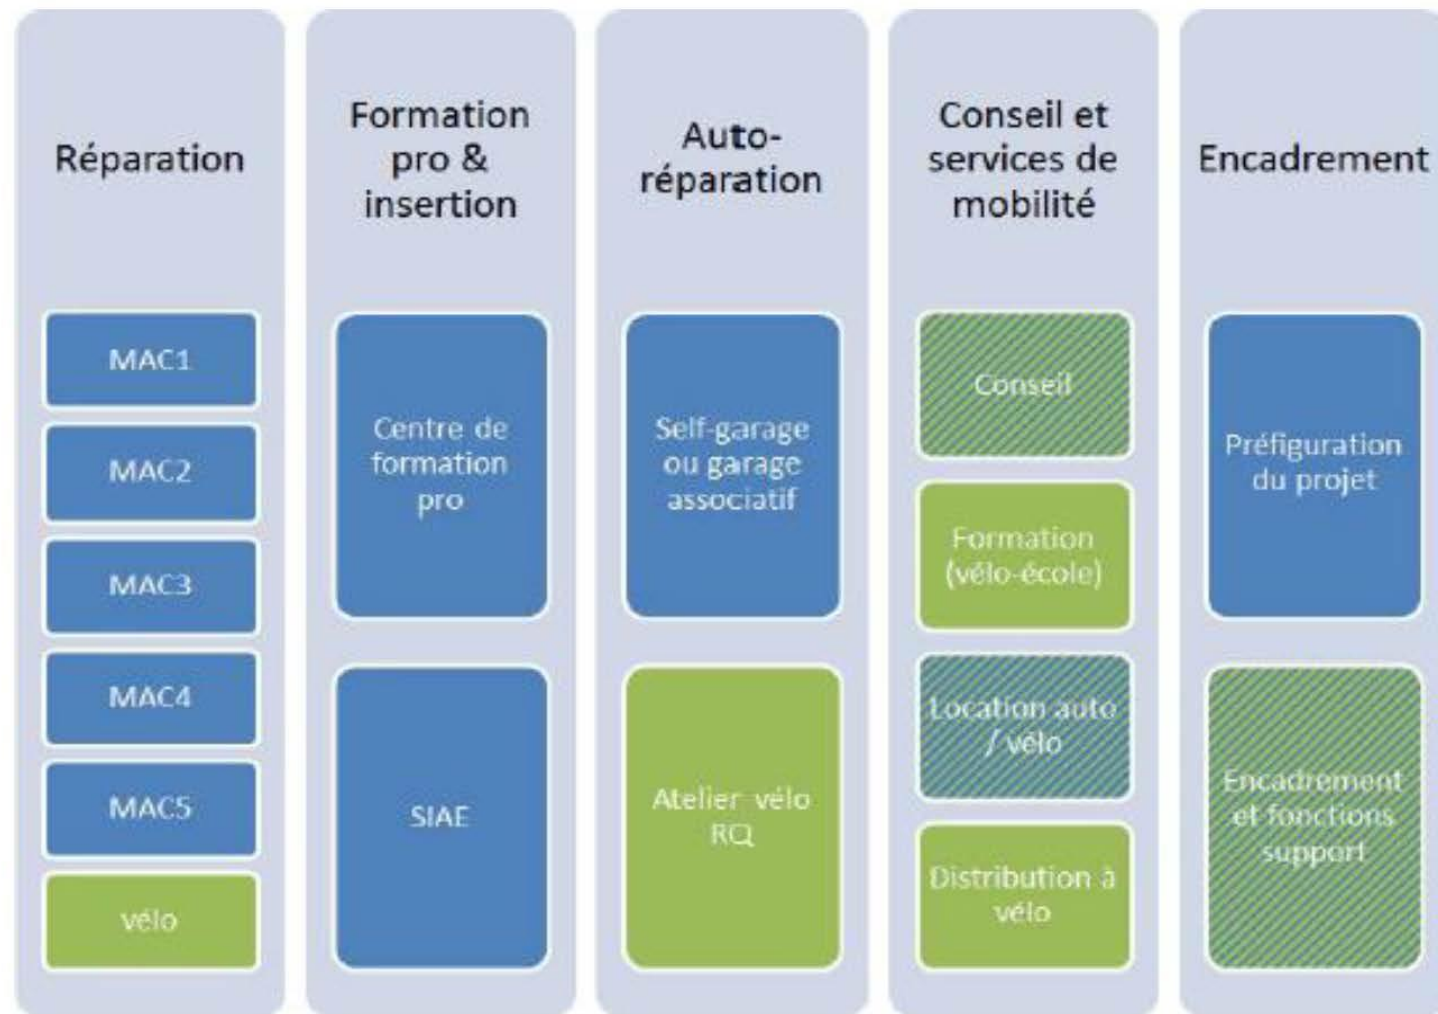 Réparation
MAC1
MAC2
MAC3
MAC4
MAC5
vélo
Formation
pro &
insertion
Centre de
formation
pro
SIAE
Auto-
réparation
Self-garage
ou garage
associatif
Atelier vélo
RQ
Conseil et
services de
mobilité
Conseil
Formation
(vélo-école)
Location auto
/ vélo
Distribution à
vélo
Encadrement
Préfiguration
du projet
Encadrement
et fonctions
support